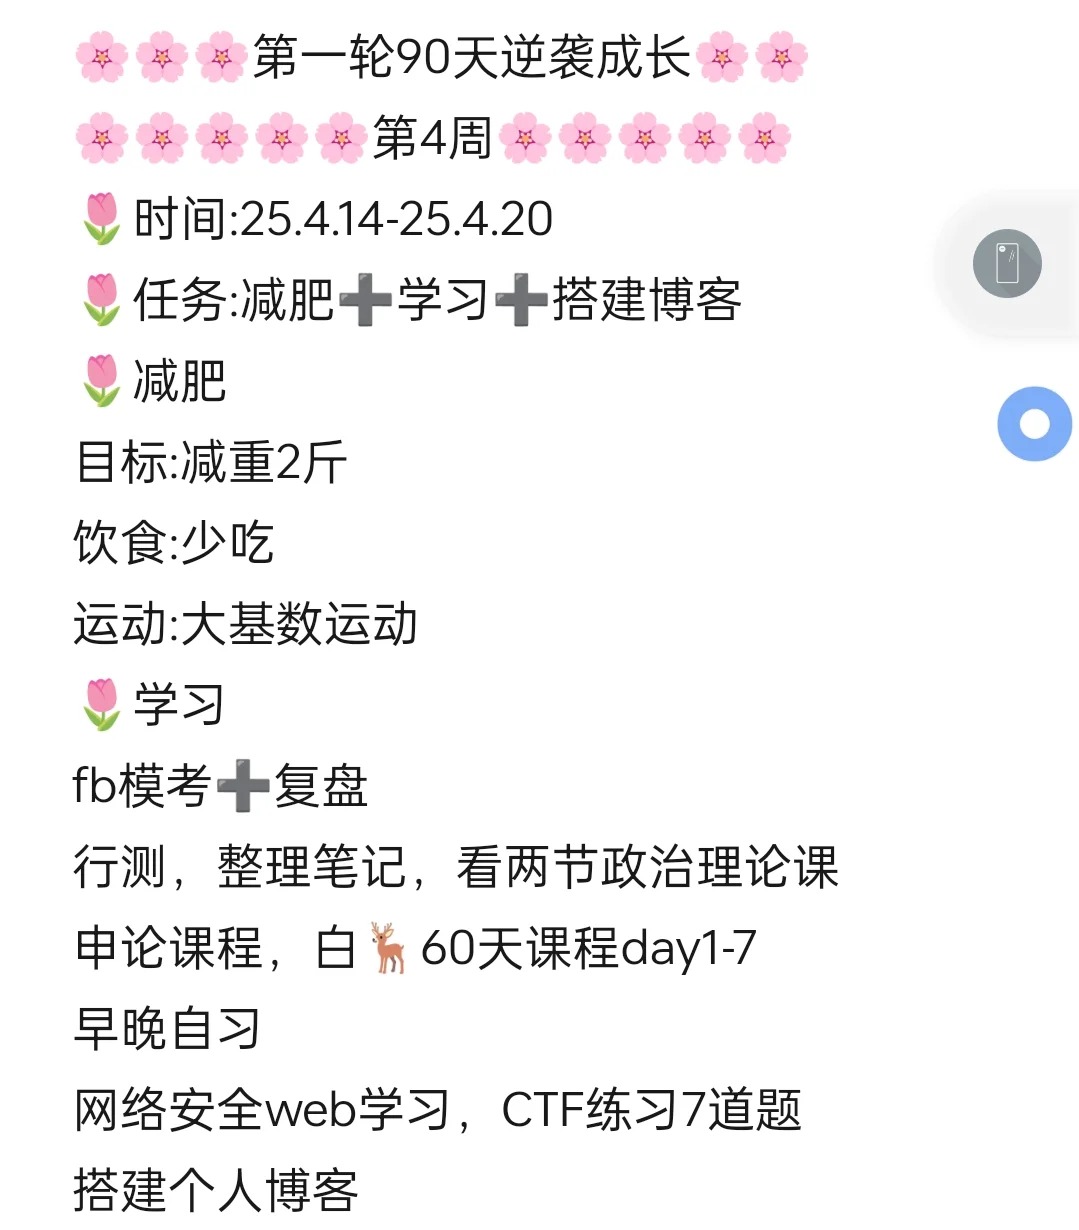 🌸🌸🌸第一轮90天逆袭成长🌸🌸
🌸🌸🌸🌸🌸第4周🌸🌸🌸🌸🌸
🌷时间:25.4.14-25.4.20
🌷任务:减肥➕学习➕搭建博客
🌷减肥
目标:减重2斤
饮食:少吃
运动:大基数运动
🌷学习
fb模考➕复盘
行测，整理笔记，看两节政治理论课
申论课程，白🦌60天课程day1-7
早晚自习
网络安全web学习，CTF练习7道题
搭建个人博客